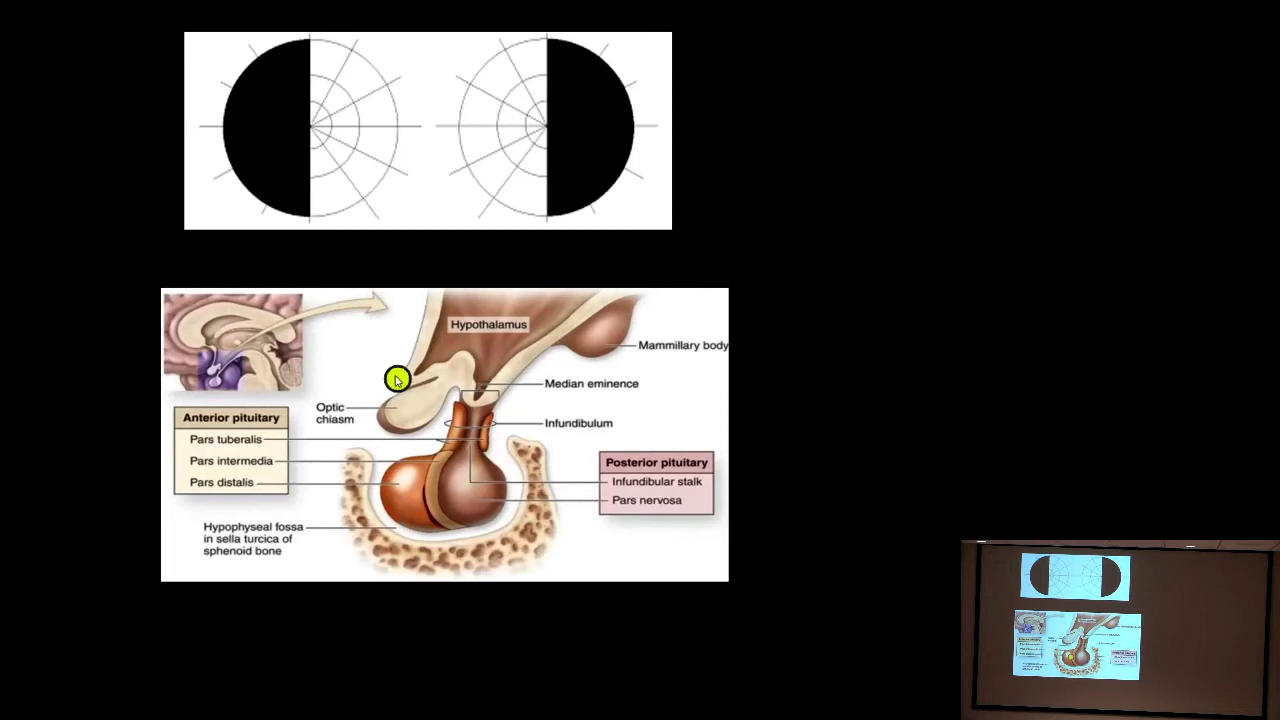 Hypothalamus
Mammillary body
Median eminence
Optic
chiasm
Infundibulum
Anterior pituitary
Pars tuberalis
Pars intermedia
Pars distalis
Posterior pituitary
Infundibular stalk
Pars nervosa
Hypophyseal fossa
in sella turcica of
sphenoid bone